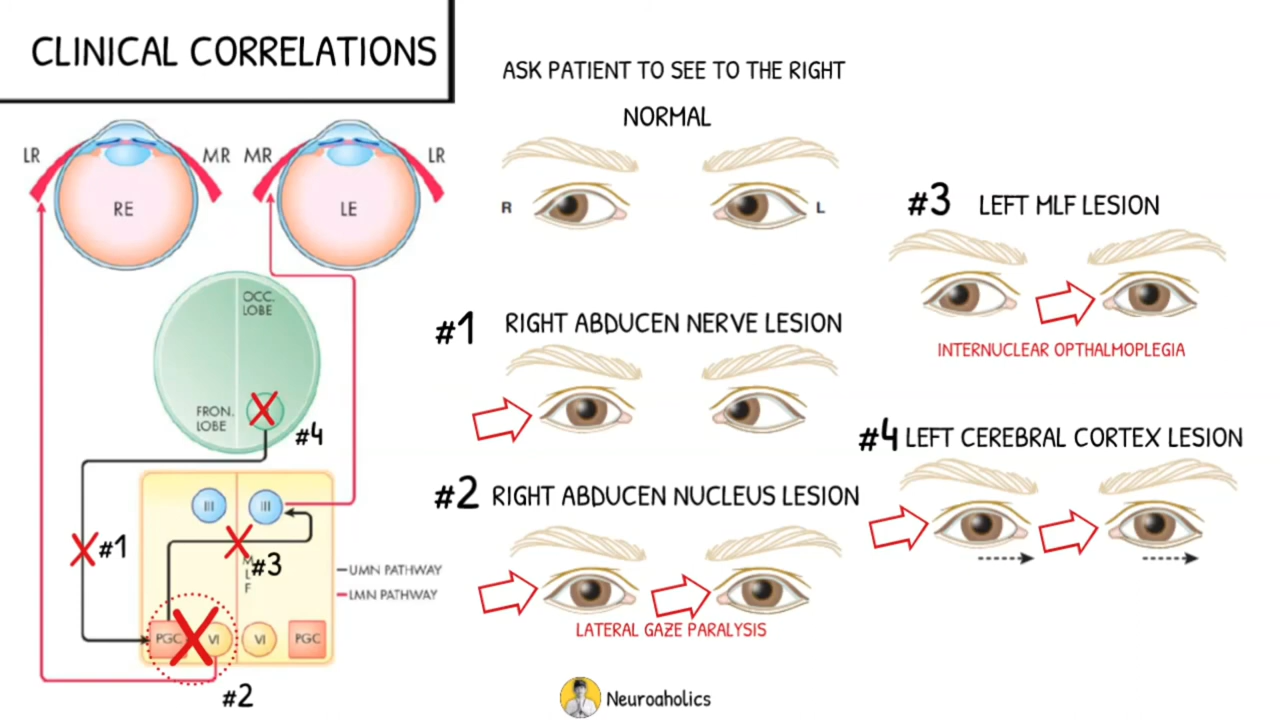 CLINICAL CORRELATIONS
LR
MR
MR
LR
RE
LE
OCC.
LOBE
FRON.
LOBE
#4
#1
III
III
#3
M
L
F
UMN PATHWAY
LMN PATHWAY
PGC
VI
VI
PGC
#2
ASK PATIENT TO SEE TO THE RIGHT
NORMAL
R
L
#1 RIGHT ABDUCEN NERVE LESION
#2 RIGHT ABDUCEN NUCLEUS LESION
LATERAL GAZE PARALYSIS
#3 LEFT MLF LESION
INTERNUCLEAR OPTHALMOPLEGIA
#4 LEFT CEREBRAL CORTEX LESION
Neuroaholics